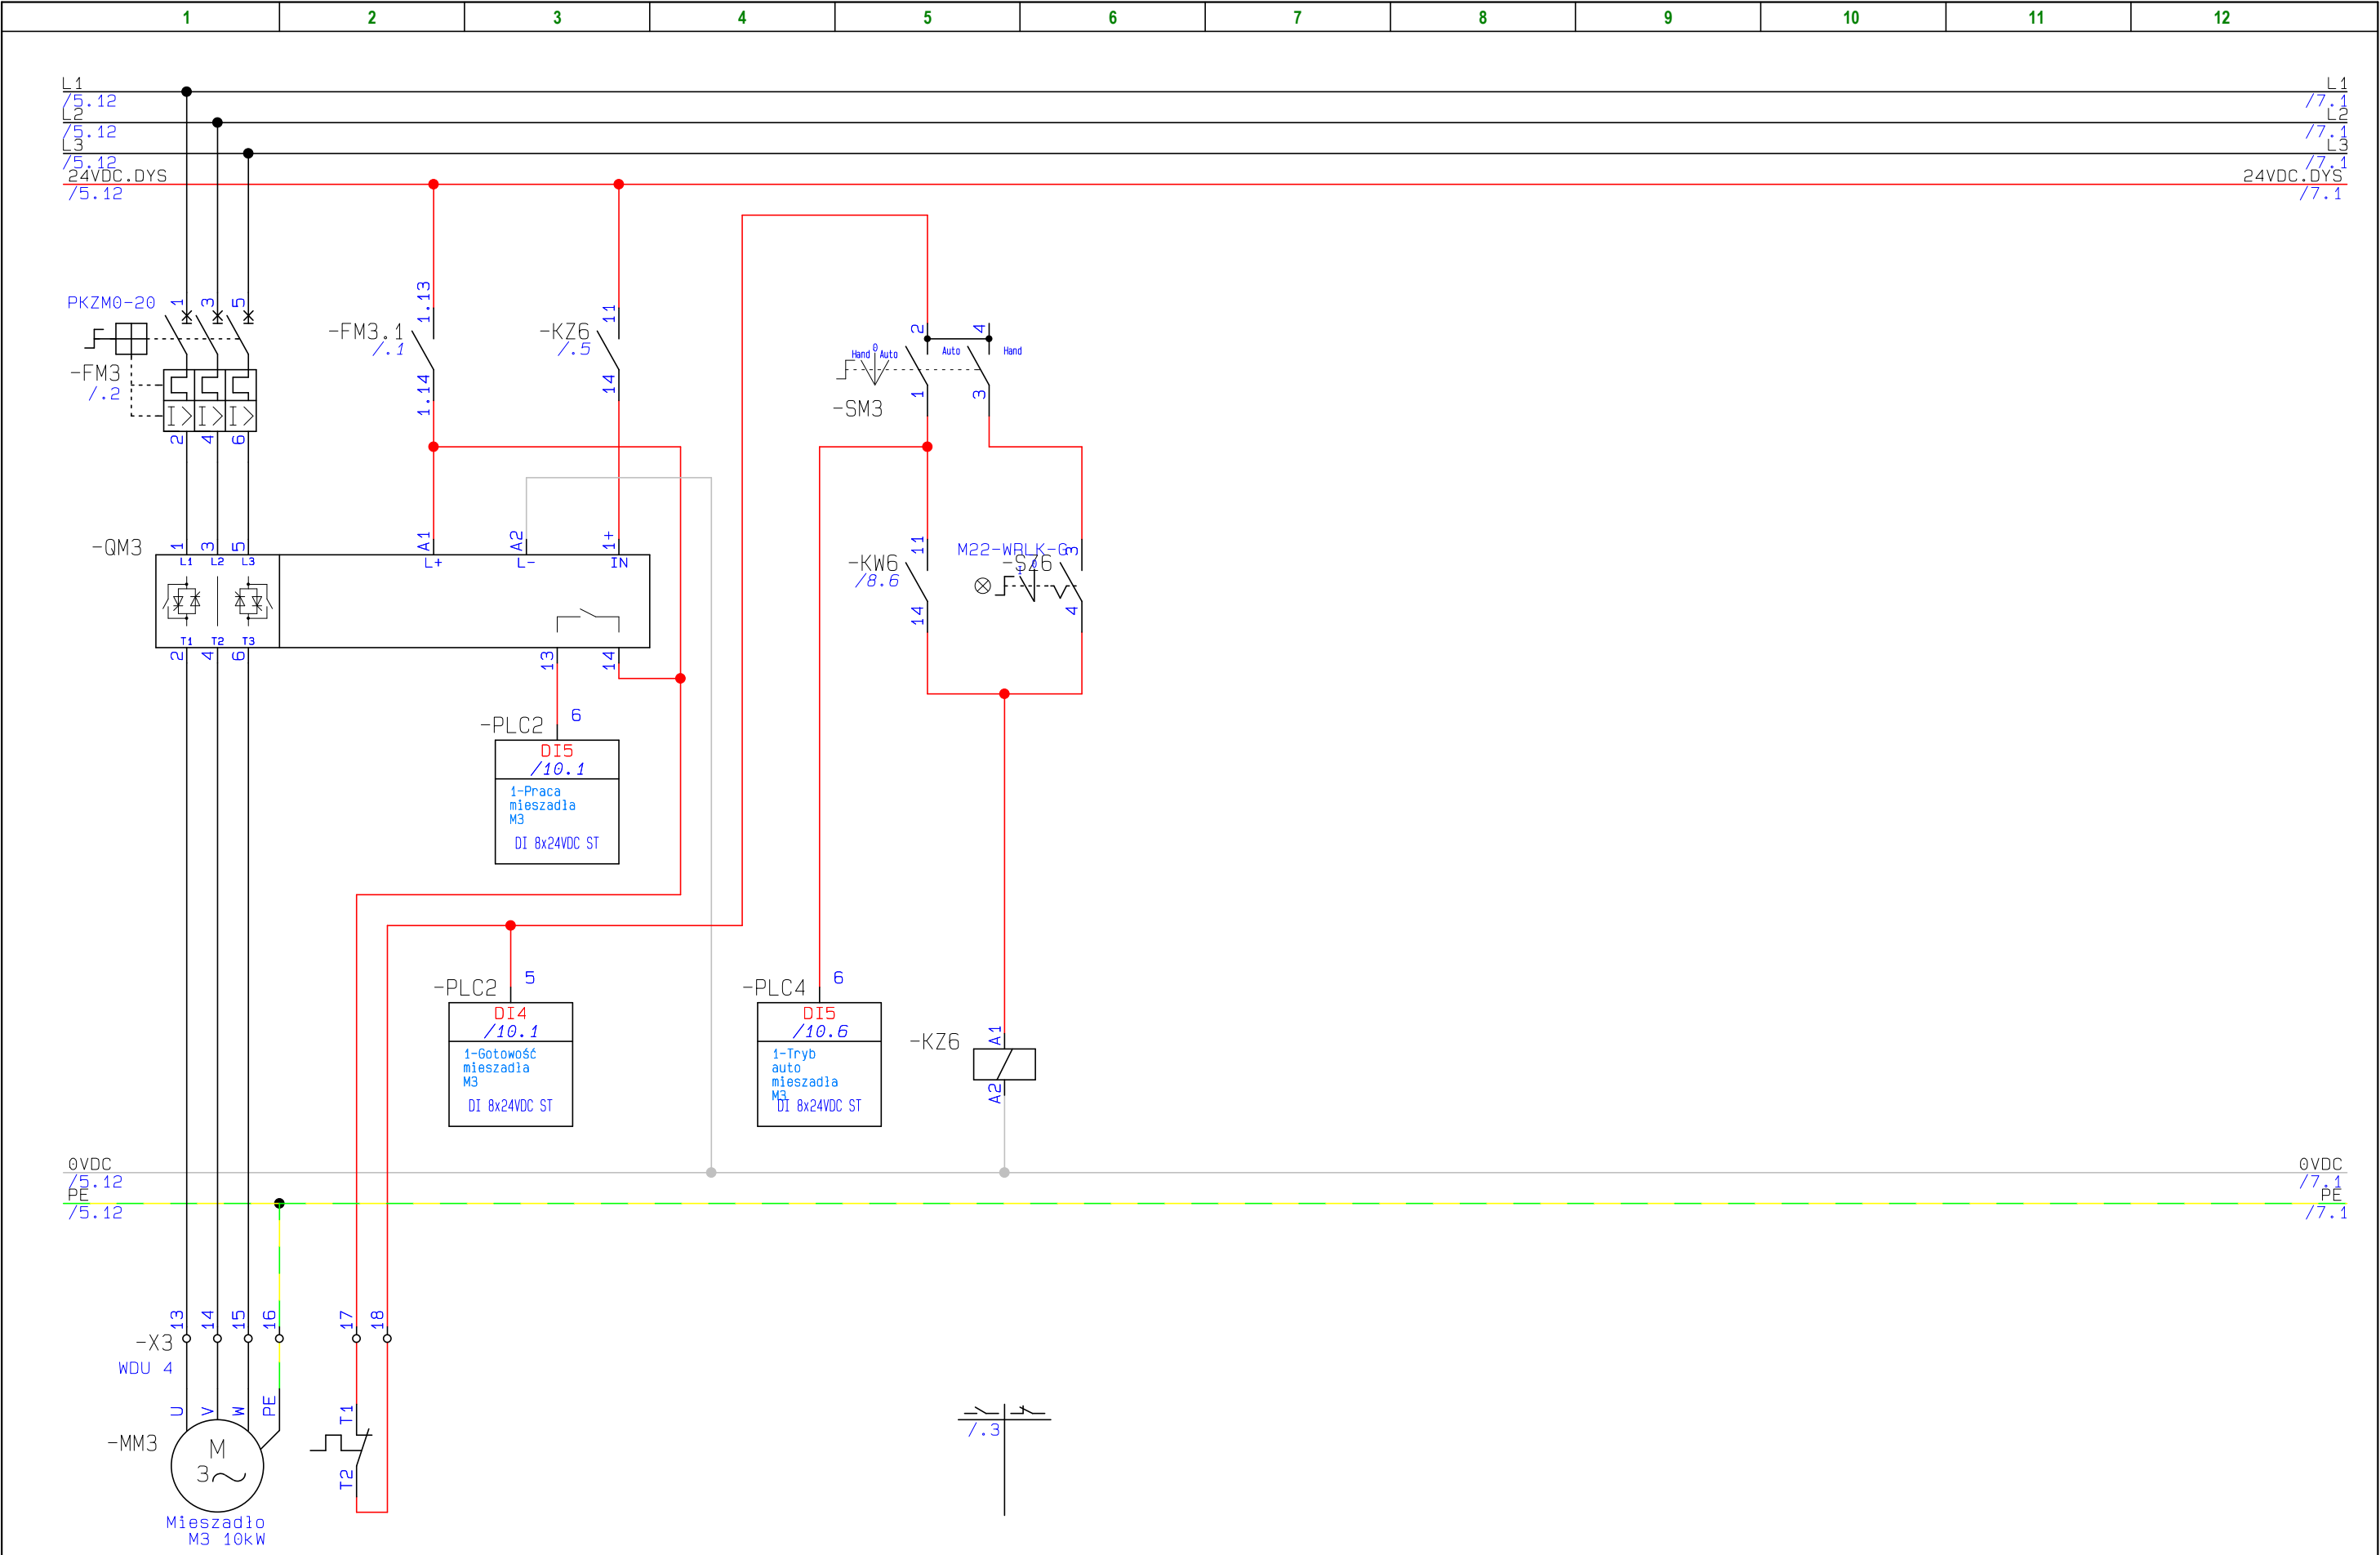 1 2 3 4 5 6 7 8 9 10 11 12
L1 L1
/5.12 /7.1
L2 L2
/5.12 /7.1
L3 L3
/5.12 /7.1
24VDC.DYS 24VDC.DYS
/5.12 /7.1
PKZM0-20 1 3 5
-FM3
/.2
2 4 6
1.13
-FM3.1
/.1
1.14
11
-KZ6
/.5
14
2 4
Hand 0 Auto Auto Hand
1 3
-SM3
-QM3 1 3 5 A1 A2 1+
L1 L2 L3 L+ L- IN
T1 T2 T3
2 4 6 13 14
11
-KW6
/8.6
14
M22-WRLK-G 3
-SZ6
1 0
4
-PLC2 6
DI5
/10.1
1-Praca
mieszadła
M3
DI 8x24VDC ST
-PLC2 5
DI4
/10.1
1-Gotowość
mieszadła
M3
DI 8x24VDC ST
-PLC4 6
DI5
/10.6
1-Tryb
auto
mieszadła
M3
DI 8x24VDC ST
-KZ6 A1
A2
0VDC 0VDC
/5.12 /7.1
PE PE
/5.12 /7.1
-X3 13 14 15 16 17 18
WDU 4
U V W PE T1
-MM3 M
3
T2
Mieszadło
M3 10kW
/.3